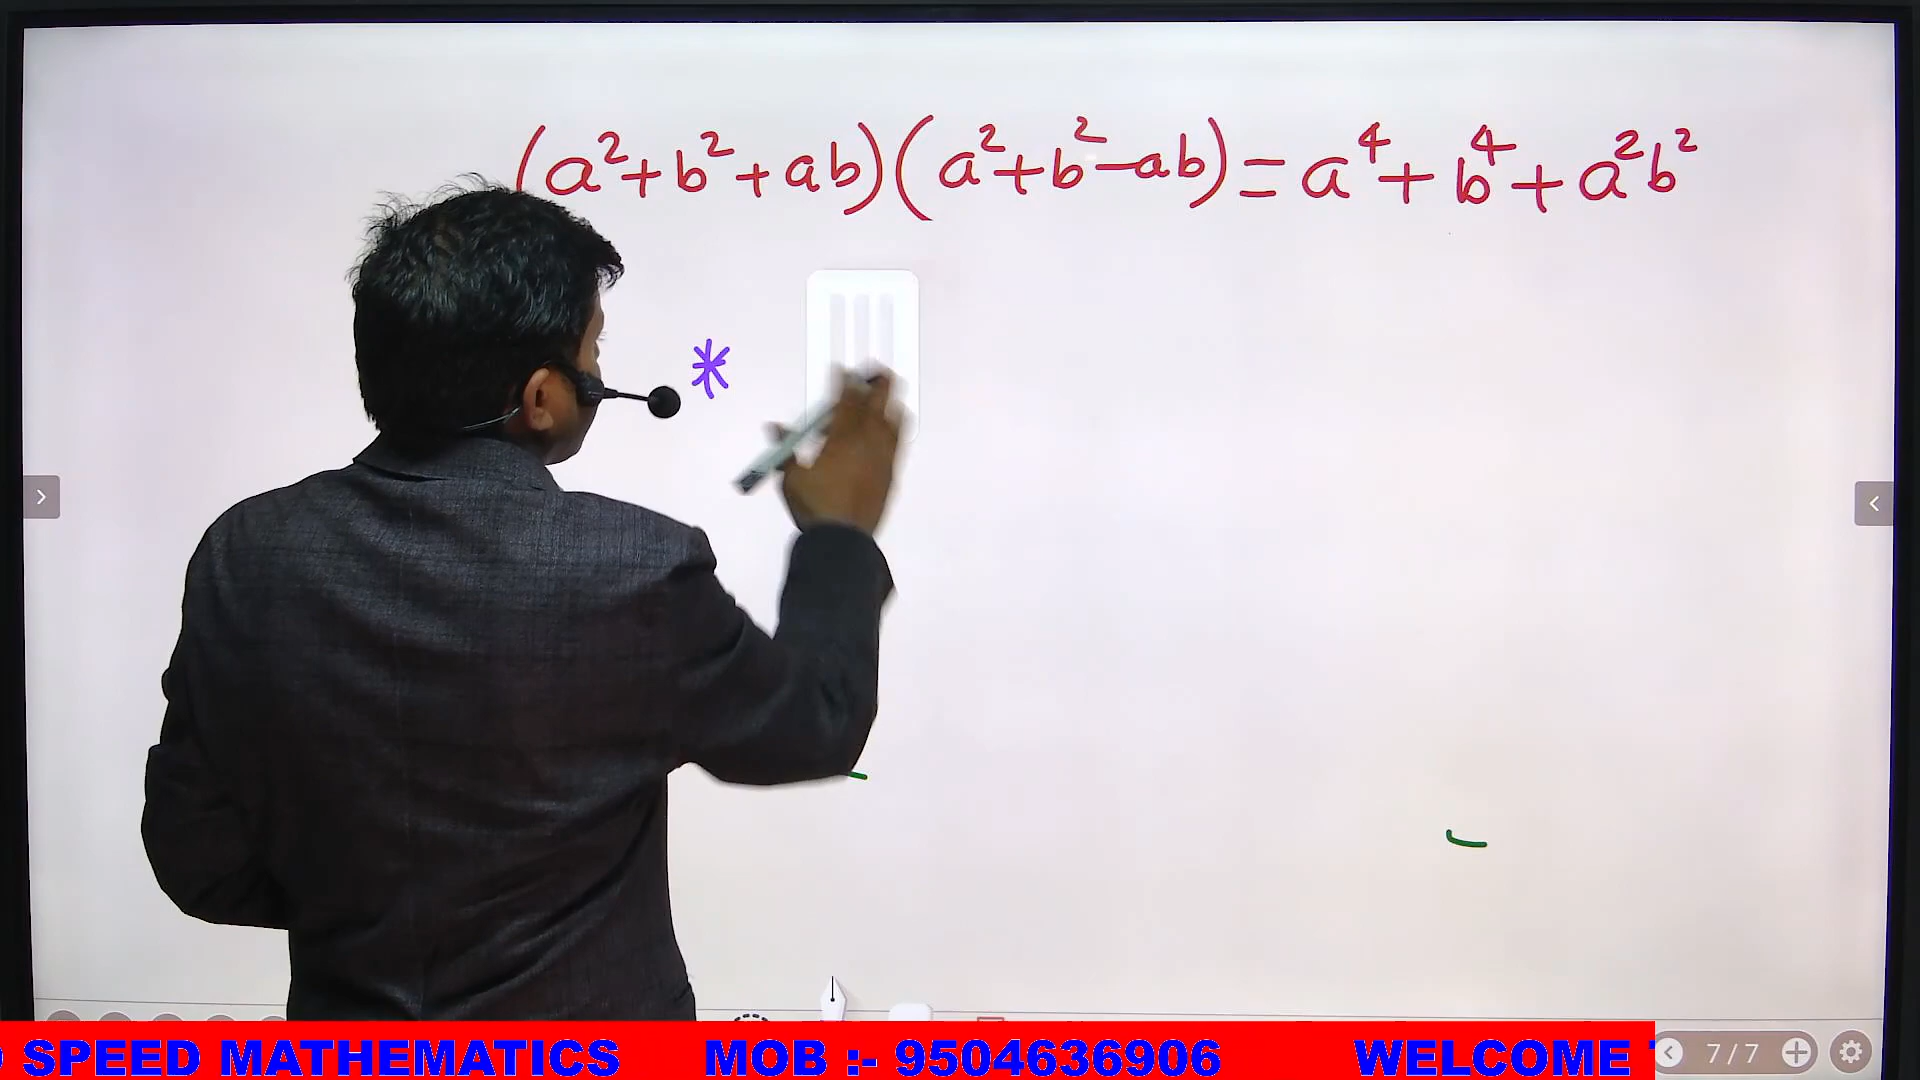 (a²+b²+ab)(a²+b²-ab)=a⁴+b⁴+a²b²
*
SPEED MATHEMATICS MOB :- 9504636906 WELCOME
7/7